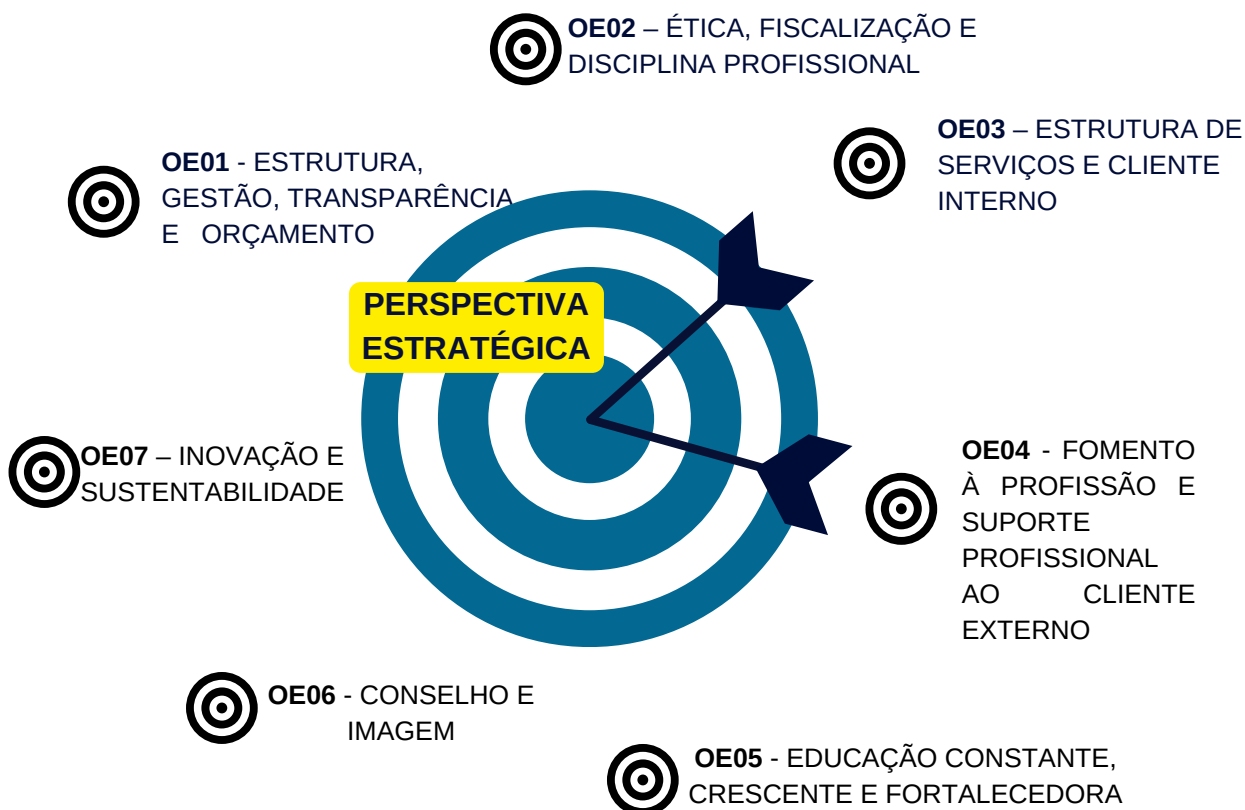 OE02 – ÉTICA, FISCALIZAÇÃO E
DISCIPLINA PROFISSIONAL
OE03 – ESTRUTURA DE
SERVIÇOS E CLIENTE
INTERNO
OE01 - ESTRUTURA,
GESTÃO, TRANSPARÊNCIA
E ORÇAMENTO
PERSPECTIVA
ESTRATÉGICA
OE07 – INOVAÇÃO E
SUSTENTABILIDADE
OE04 - FOMENTO
À PROFISSÃO E
SUPORTE
PROFISSIONAL
AO CLIENTE
EXTERNO
OE06 - CONSELHO E
IMAGEM
OE05 - EDUCAÇÃO CONSTANTE,
CRESCENTE E FORTALECEDORA